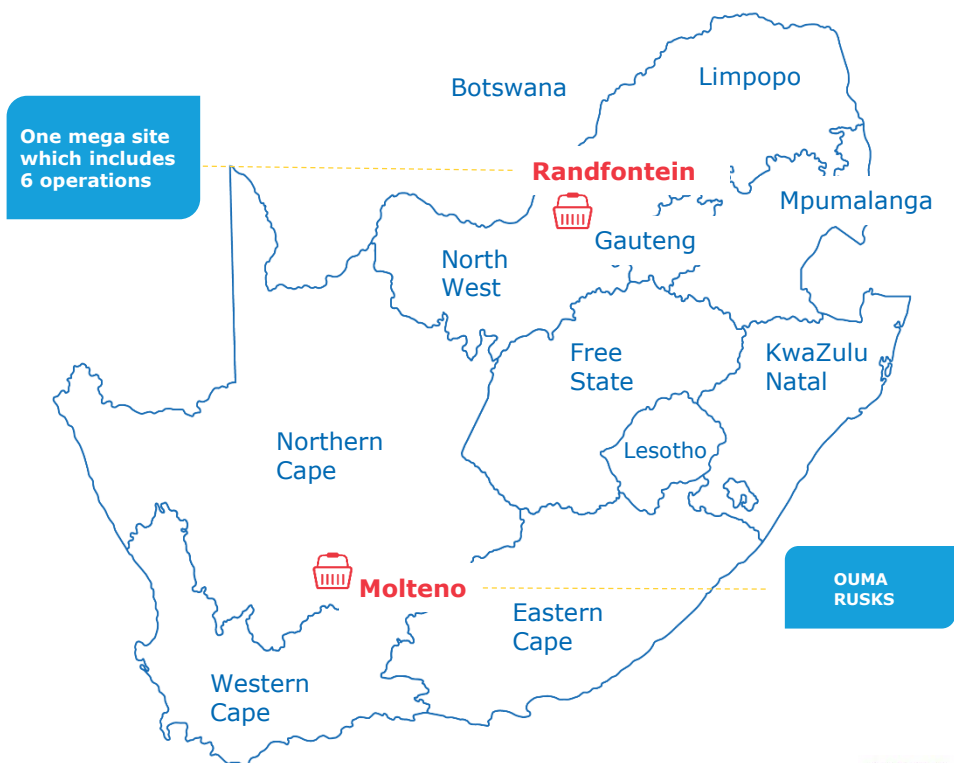 Botswana
Limpopo
One mega site
which includes
6 operations
Randfontein
Mpumalanga
Gauteng
North
West
Free
State
KwaZulu
Natal
Northern
Cape
Lesotho
Molteno
OUMA
RUSKS
Eastern
Cape
Western
Cape